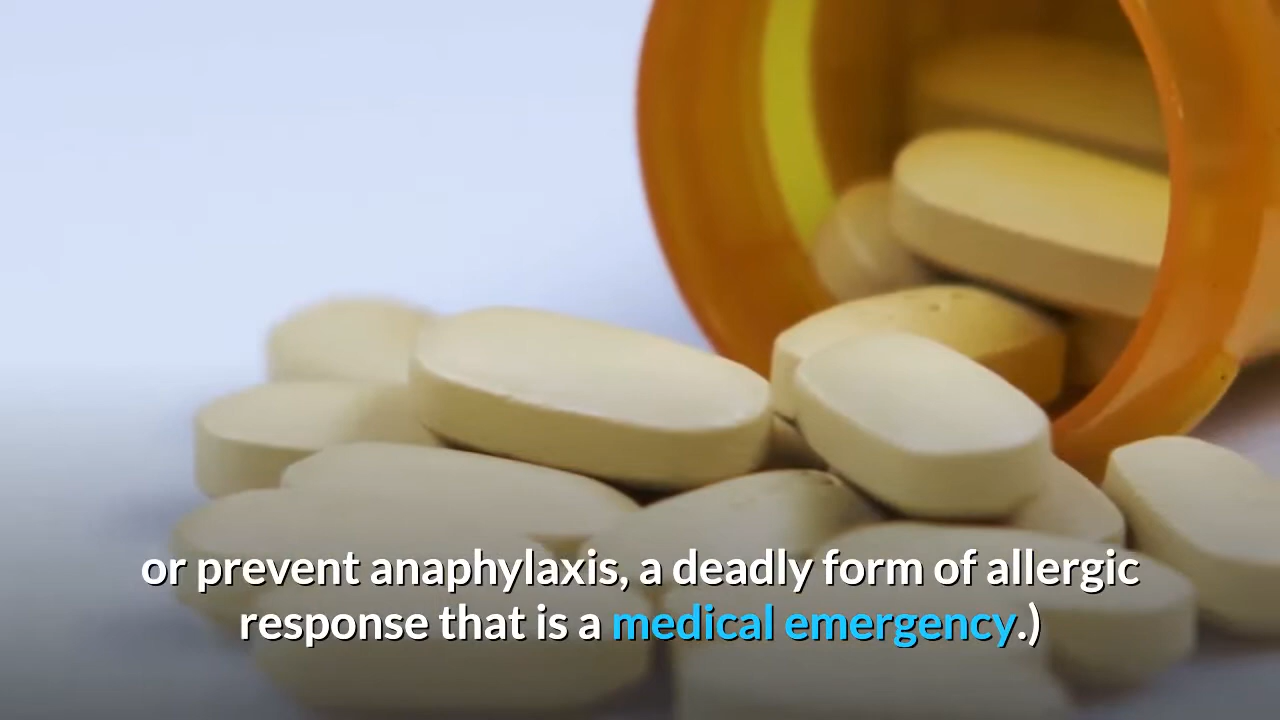 or prevent anaphylaxis, a deadly form of allergic
response that is a medical emergency.)